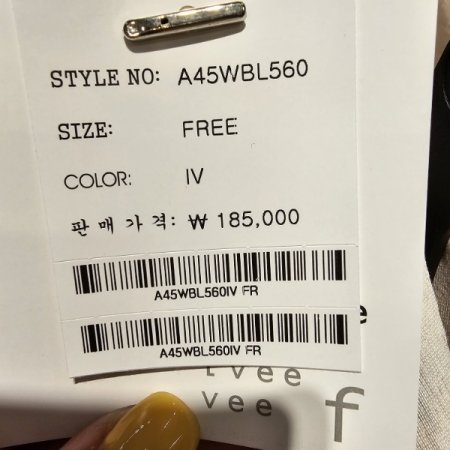 STYLE NO: A45WBL560
SIZE: FREE
COLOR: IV
판매가격: ₩ 185,000
A45WBL560IV FR
A45WBL560IV FR
vee
vee
f